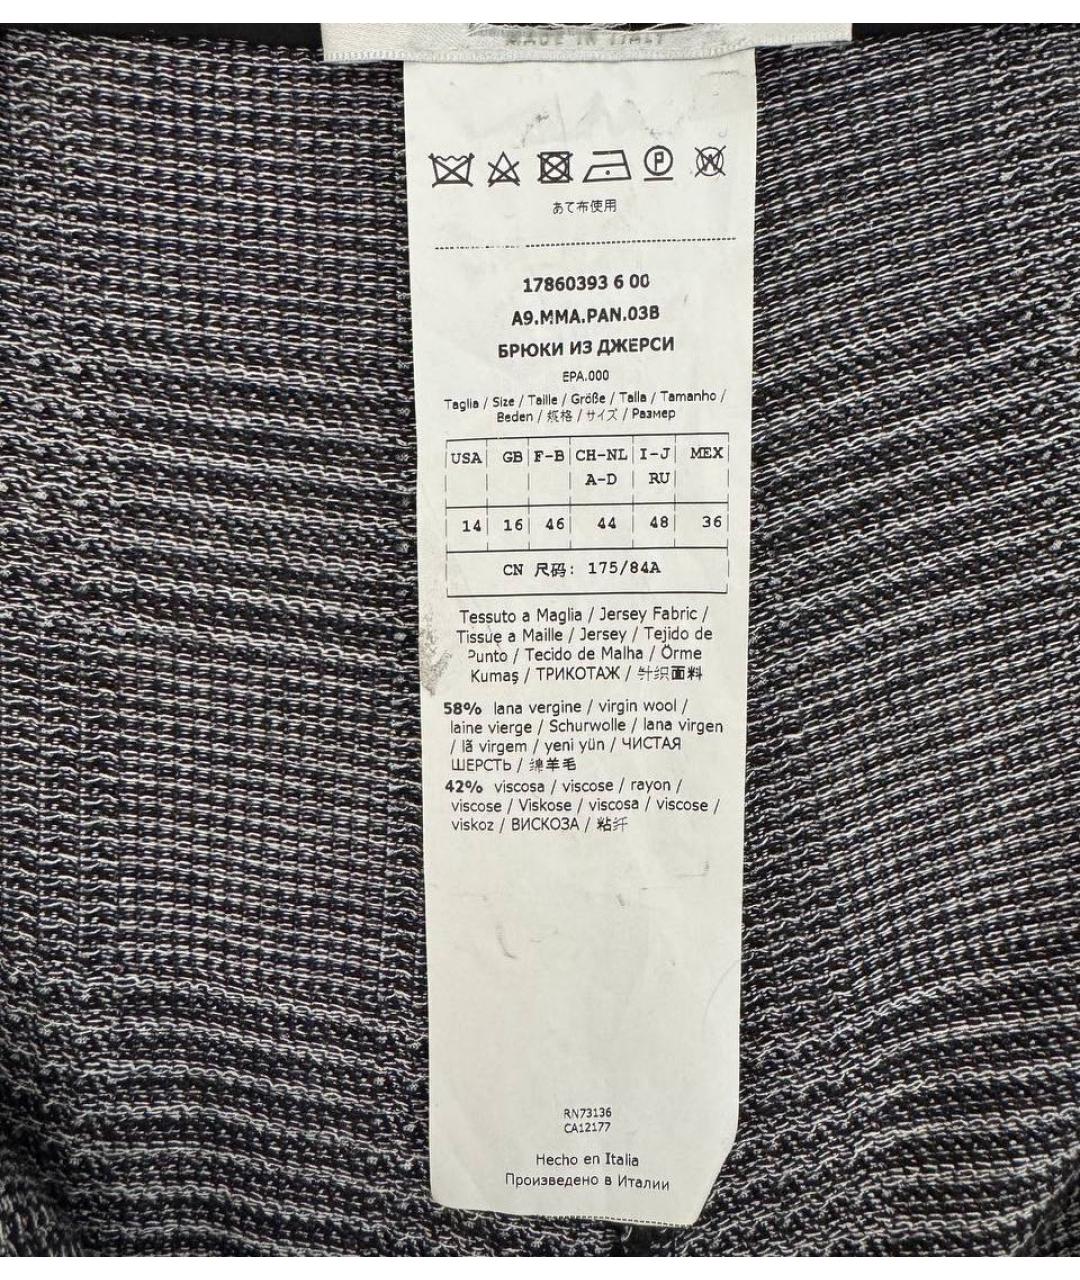 MADE IN ITALY
P
W
あて布使用
17860393 6 00
A9.MMA.PAN.03B
БРЮКИ ИЗ ДЖЕРСИ
EPA.000
Taglia / Size / Taille / Größe / Talla / Tamanho /
Beden / 规格 / サイズ / Размер
USA GB F-B CH-NL I-J MEX
A-D RU
14 16 46 44 48 36
CN 尺码: 175/84A
Tessuto a Maglia / Jersey Fabric /
Tissue a Maille / Jersey / Tejido de
Punto / Tecido de Malha / Örme
Kumaş / ТРИКОТАЖ / 针织面料
58% lana vergine / virgin wool /
laine vierge / Schurwolle / lana virgen
/ lã virgem / yeni yün / ЧИСТАЯ
ШЕРСТЬ / 绵羊毛
42% viscosa / viscose / rayon /
viscose / Viskose / viscosa / viscose /
viskoz / ВИСКОЗА / 粘纤
RN73136
CA12177
Hecho en Italia
Произведено в Италии